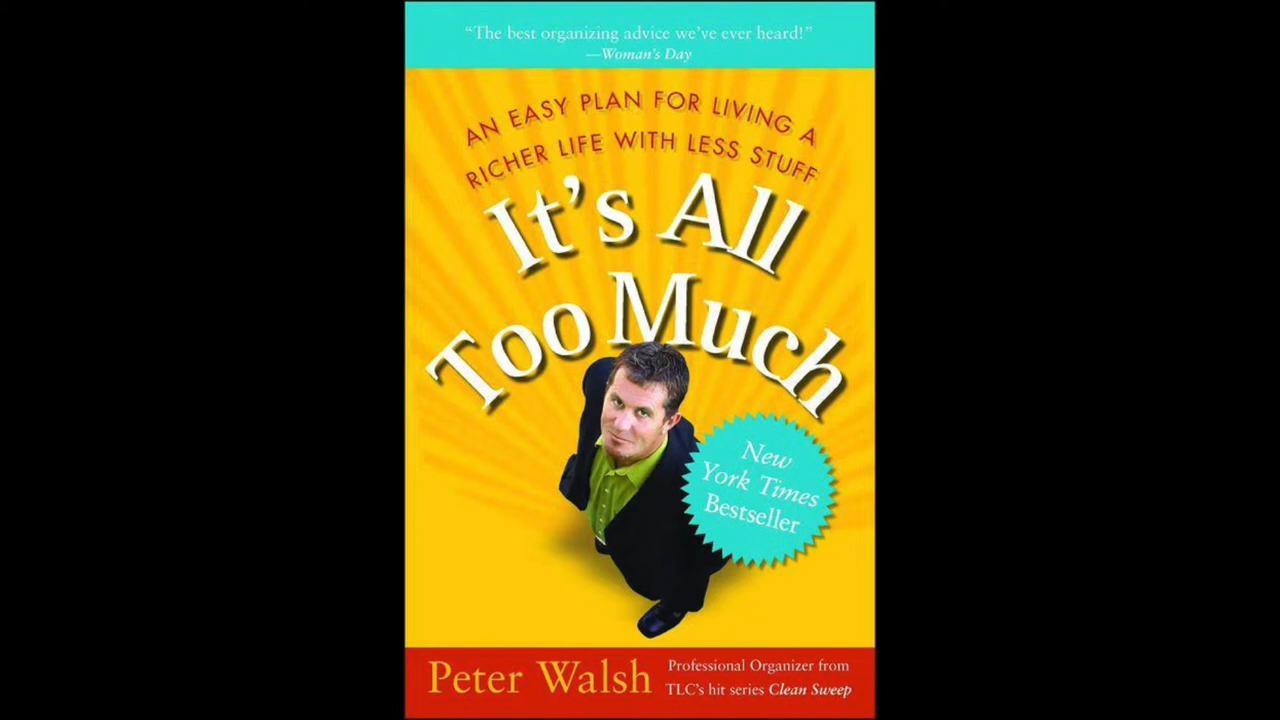 “The best organizing advice we’ve ever heard!”
—Woman’s Day
AN EASY PLAN FOR LIVING A
RICHER LIFE WITH LESS STUFF
It’s All
Too Much
New
York Times
Bestseller
Peter Walsh
Professional Organizer from
TLC’s hit series Clean Sweep